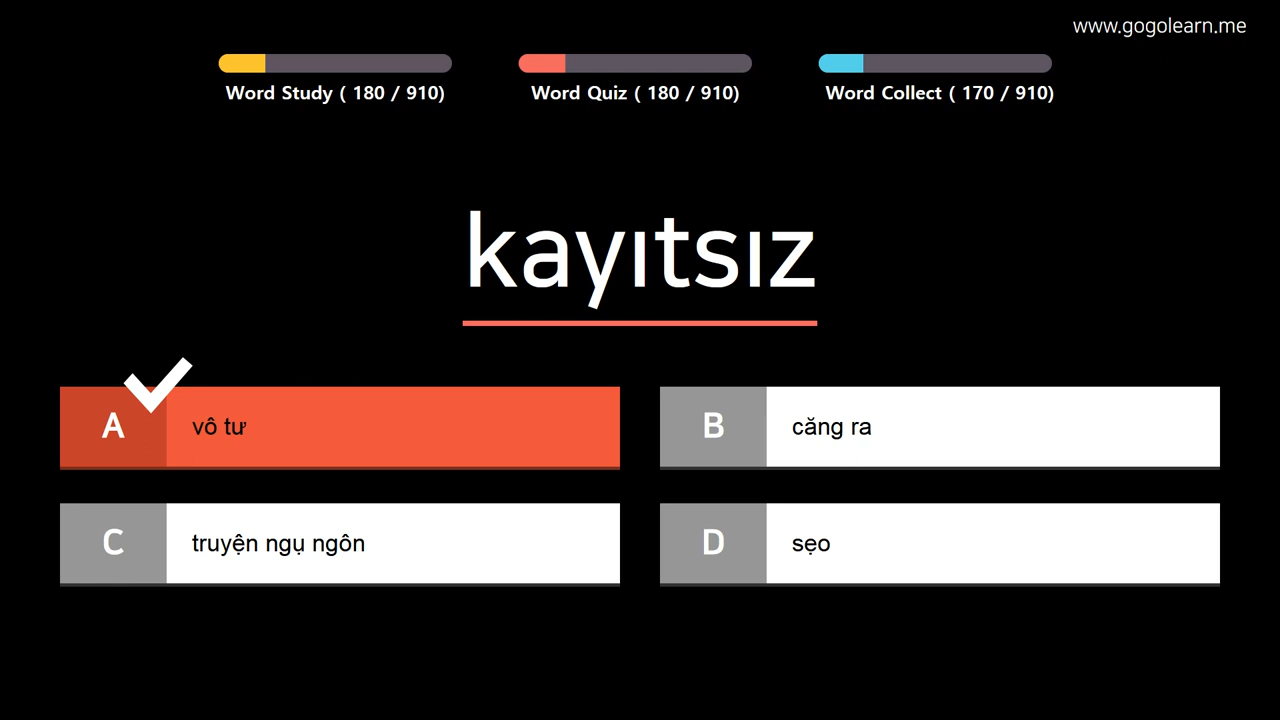 www.gogolearn.me
Word Study ( 180 / 910)
Word Quiz ( 180 / 910)
Word Collect ( 170 / 910)
kayıtsız
A vô tư
B căng ra
C truyện ngụ ngôn
D sẹo